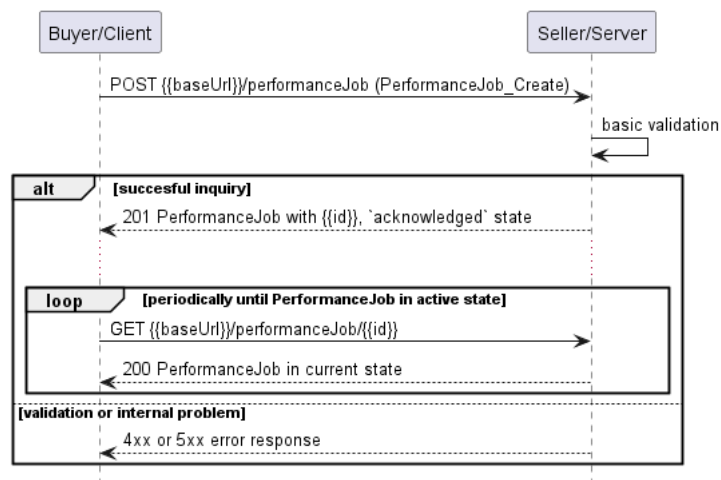 Buyer/Client
Seller/Server
POST {{baseUrl}}/performanceJob (PerformanceJob_Create)
basic validation
alt
[succesful inquiry]
201 PerformanceJob with {{id}}, `acknowledged` state
loop
[periodically until PerformanceJob in active state]
GET {{baseUrl}}/performanceJob/{{id}}
200 PerformanceJob in current state
[validation or internal problem]
4xx or 5xx error response